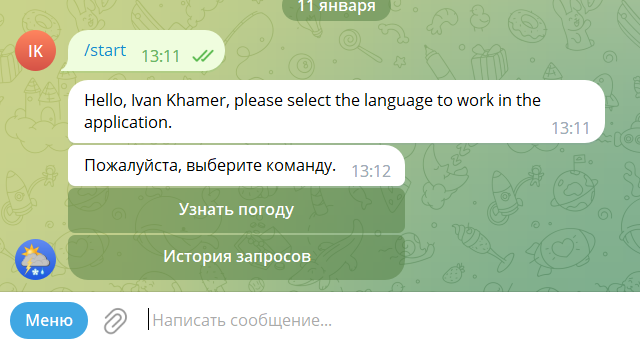 11 января
IK
/start 13:11
Hello, Ivan Khamer, please select the language to work in the
application.
13:11
Пожалуйста, выберите команду. 13:12
Узнать погоду
История запросов
Меню
Написать сообщение...